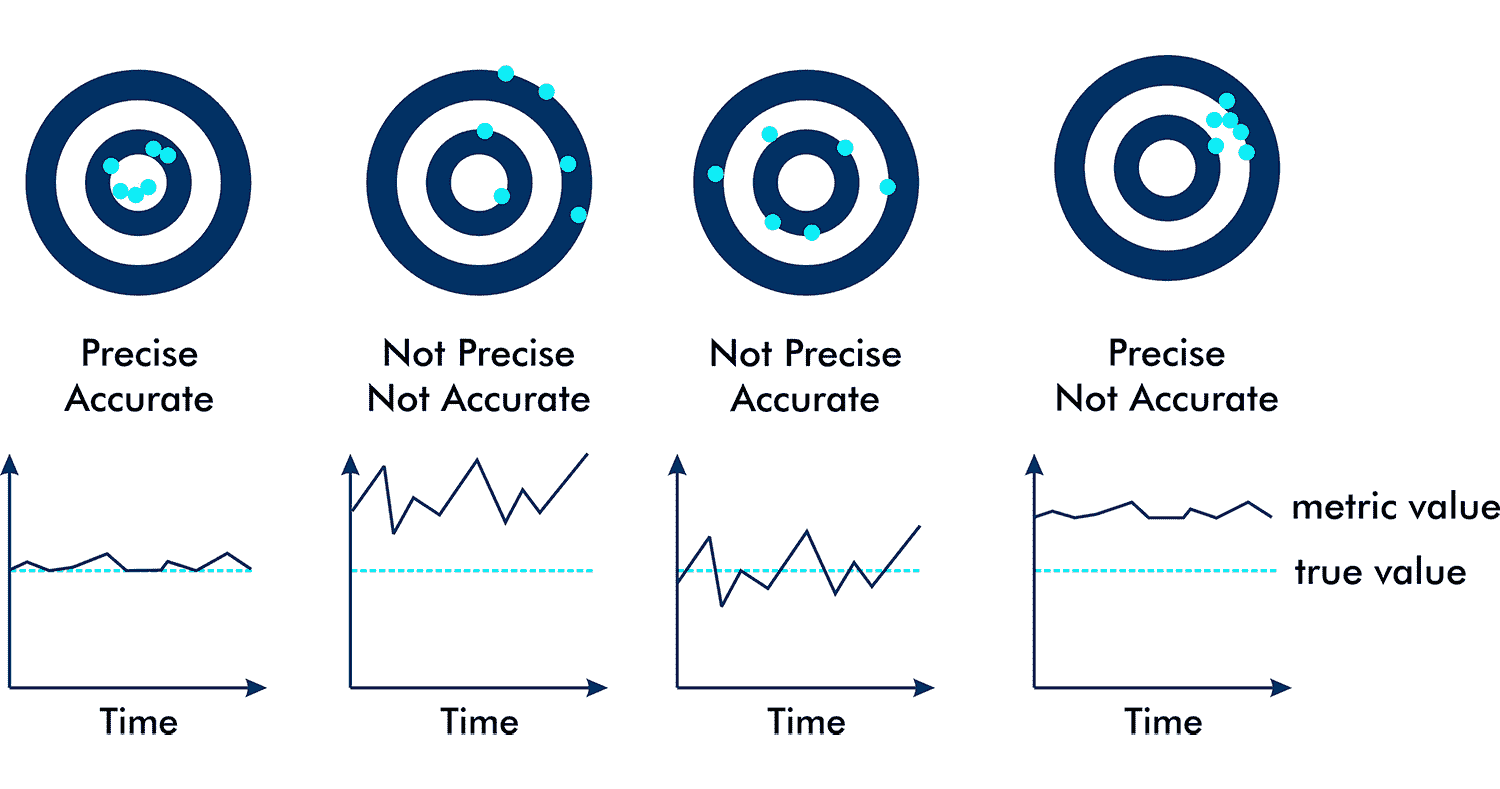 Precise
Accurate
Not Precise
Not Accurate
Not Precise
Accurate
Precise
Not Accurate
metric value
true value
Time
Time
Time
Time